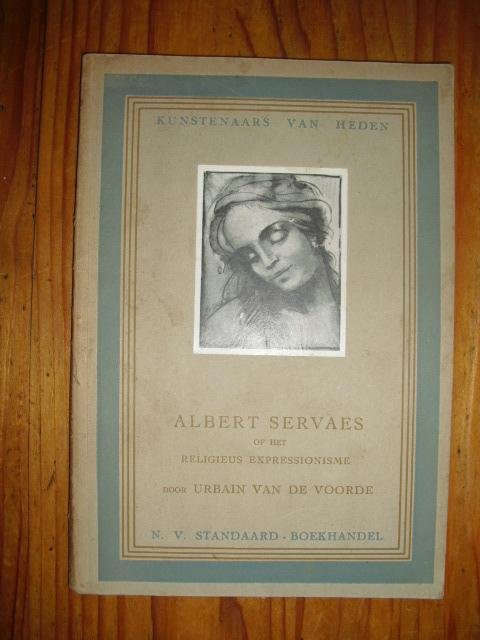 KUNSTENAARS VAN HEDEN
ALBERT SERVAES
OF HET
RELIGIEUS EXPRESSIONISME
DOOR URBAIN VAN DE VOORDE
N. V. STANDAARD - BOEKHANDEL